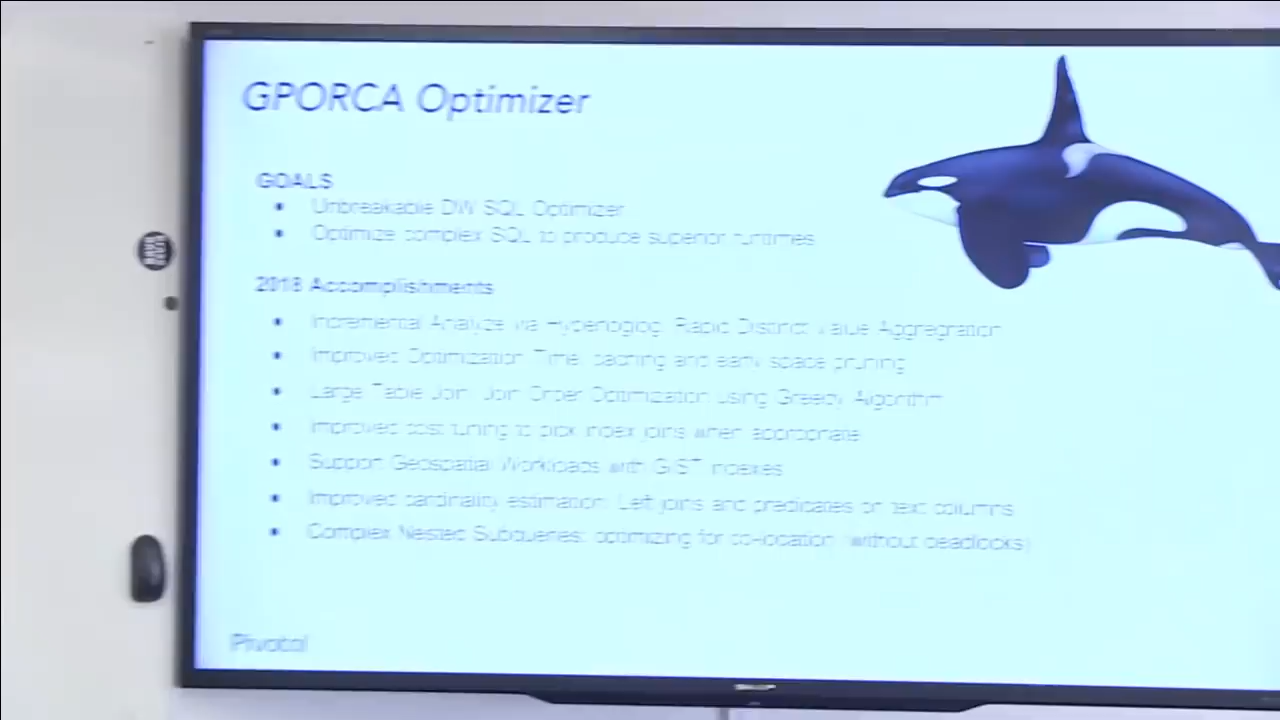 GPORCA Optimizer
GOALS
Unbreakable DW SQL Optimizer
Optimize complex SQL to produce superior runtimes
2018 Accomplishments
Incremental Analyze via Hyperloglog: Rapid Distinct Value Aggregration
Improved Optimization Time: caching and early space pruning
Large Table Join: Join Order Optimization using Greedy Algorithm
Improved cost tuning to pick index joins when appropriate
Support Geospatial Workloads with GIST indexes
Improved cardinality estimation: Left joins and predicates on text columns
Complex Nested Subqueries: optimizing for co-location (without deadlocks)
Pivotal
SHARP